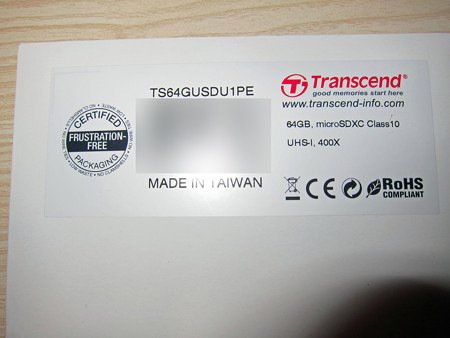 TS64GUSDU1PE
MADE IN TAIWAN
CERTIFIED
FRUSTRATION-FREE
PACKAGING
Transcend®
good memories start here
www.transcend-info.com
64GB, microSDXC Class10
UHS-I, 400X
CE
RoHS
COMPLIANT